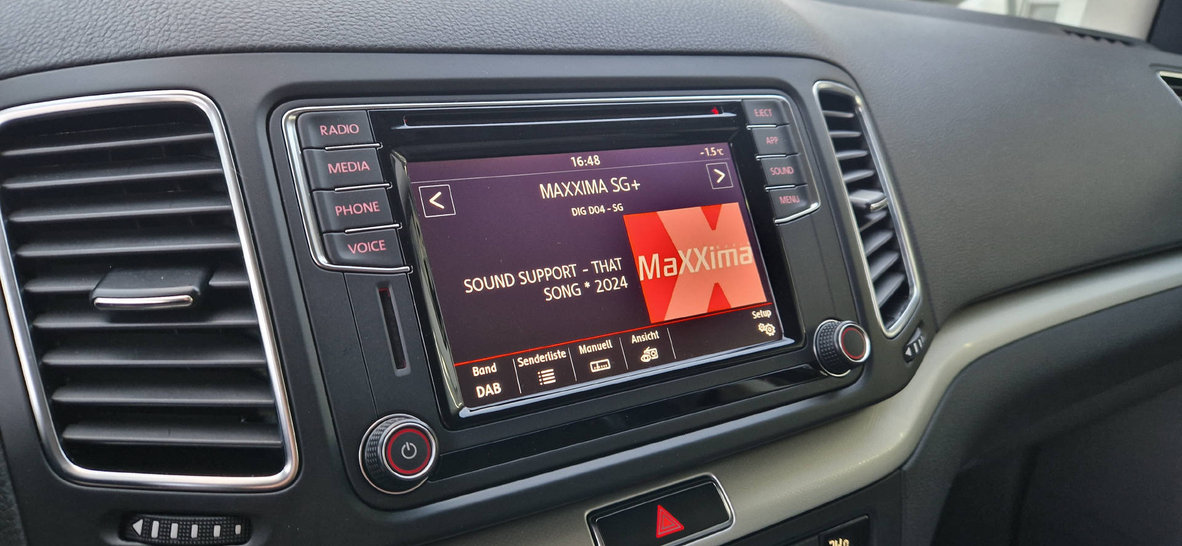 RADIO
MEDIA
PHONE
VOICE
EJECT
APP
SOUND
MENU
16:48
-1.5°C
<
MAXXIMA SG+
>
DIG D04 - SG
SOUND SUPPORT - THAT
SONG * 2024
MaXXima
Band
DAB
Senderliste
Manuell
Ansicht
Setup